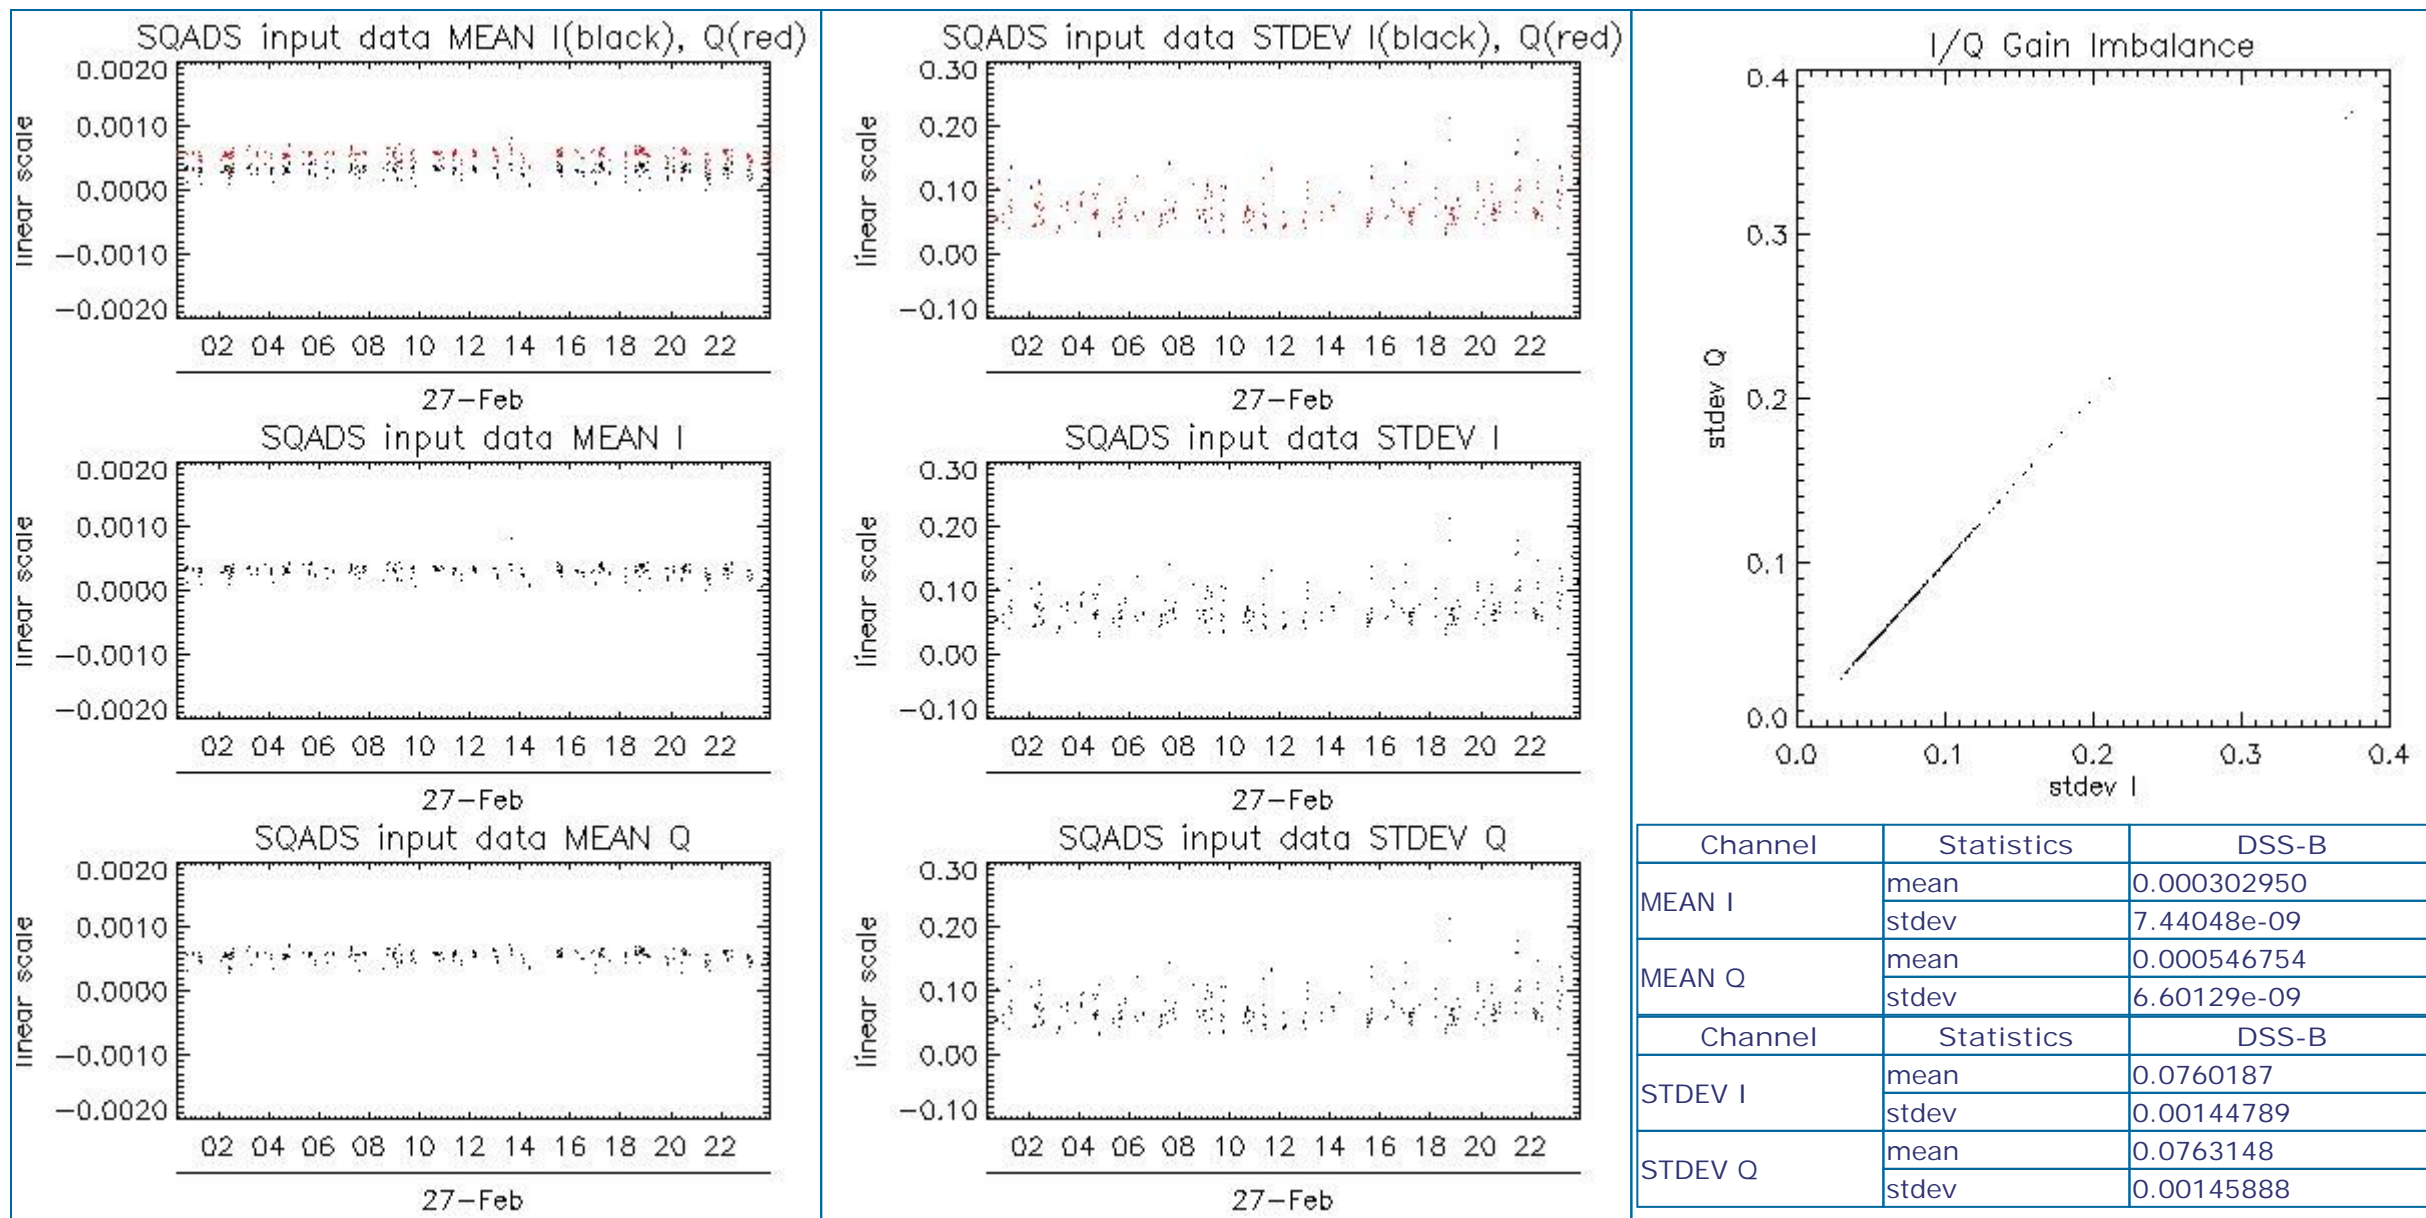 SQADS input data MEAN I(black), Q(red)
linear scale
0.0020
0.0010
0.0000
-0.0010
-0.0020
02 04 06 08 10 12 14 16 18 20 22
27-Feb
SQADS input data MEAN I
linear scale
0.0020
0.0010
0.0000
-0.0010
-0.0020
02 04 06 08 10 12 14 16 18 20 22
27-Feb
SQADS input data MEAN Q
linear scale
0.0020
0.0010
0.0000
-0.0010
-0.0020
02 04 06 08 10 12 14 16 18 20 22
27-Feb
SQADS input data STDEV I(black), Q(red)
linear scale
0.30
0.20
0.10
0.00
-0.10
02 04 06 08 10 12 14 16 18 20 22
27-Feb
SQADS input data STDEV I
linear scale
0.30
0.20
0.10
0.00
-0.10
02 04 06 08 10 12 14 16 18 20 22
27-Feb
SQADS input data STDEV Q
linear scale
0.30
0.20
0.10
0.00
-0.10
02 04 06 08 10 12 14 16 18 20 22
27-Feb
I/Q Gain Imbalance
stdev Q
0.4
0.3
0.2
0.1
0.0
0.0 0.1 0.2 0.3 0.4
stdev I
Channel Statistics DSS-B
MEAN I mean 0.000302950
stdev 7.44048e-09
MEAN Q mean 0.000546754
stdev 6.60129e-09
Channel Statistics DSS-B
STDEV I mean 0.0760187
stdev 0.00144789
STDEV Q mean 0.0763148
stdev 0.00145888